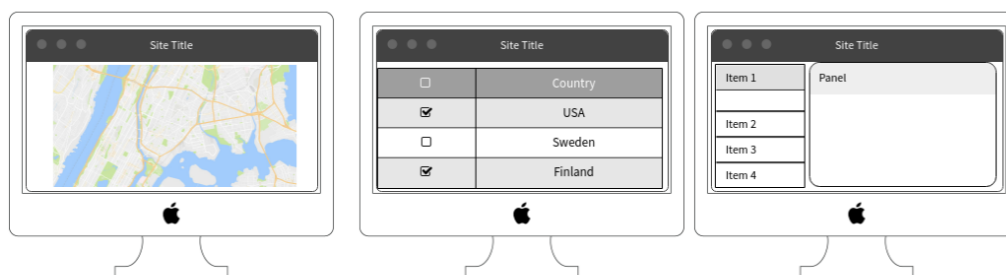 Site Title
Site Title
Country
USA
Sweden
Finland
Site Title
Item 1
Panel
Item 2
Item 3
Item 4